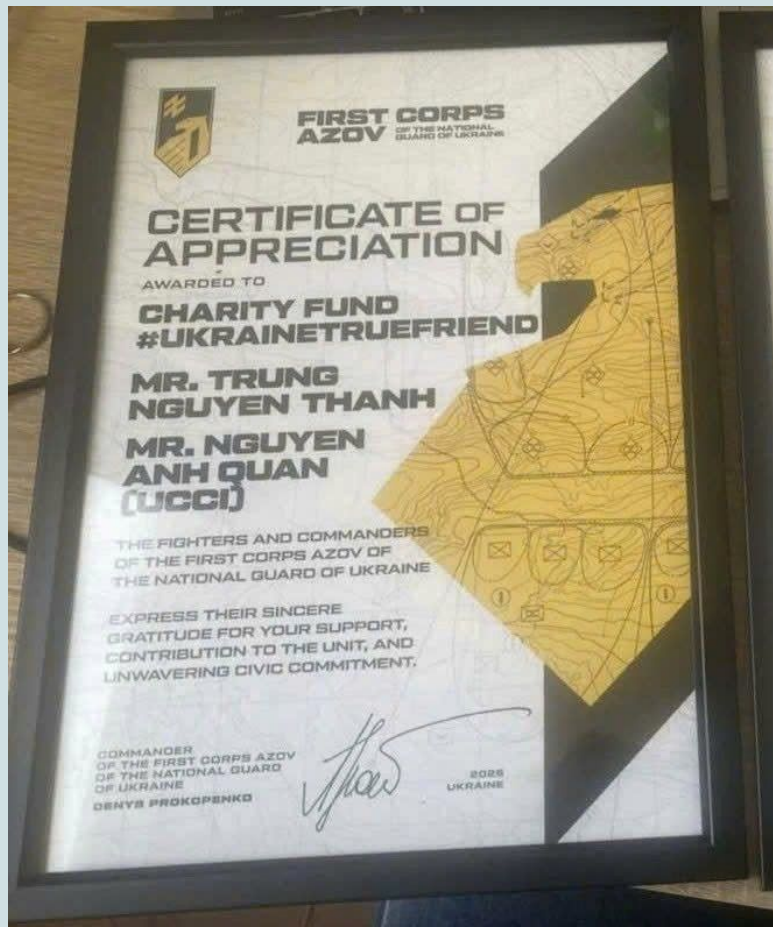 FIRST CORPS
AZOV OF THE NATIONAL
GUARD OF UKRAINE
CERTIFICATE OF
APPRECIATION
AWARDED TO
CHARITY FUND
#UKRAINETRUEFRIEND
MR. TRUNG
NGUYEN THANH
MR. NGUYEN
ANH QUAN
(UCCI)
THE FIGHTERS AND COMMANDERS
OF THE FIRST CORPS AZOV OF
THE NATIONAL GUARD OF UKRAINE
EXPRESS THEIR SINCERE
GRATITUDE FOR YOUR SUPPORT,
CONTRIBUTION TO THE UNIT, AND
UNWAVERING CIVIC COMMITMENT.
COMMANDER
OF THE FIRST CORPS AZOV
OF THE NATIONAL GUARD
OF UKRAINE
DENYS PROKOPENKO
UKRAINE